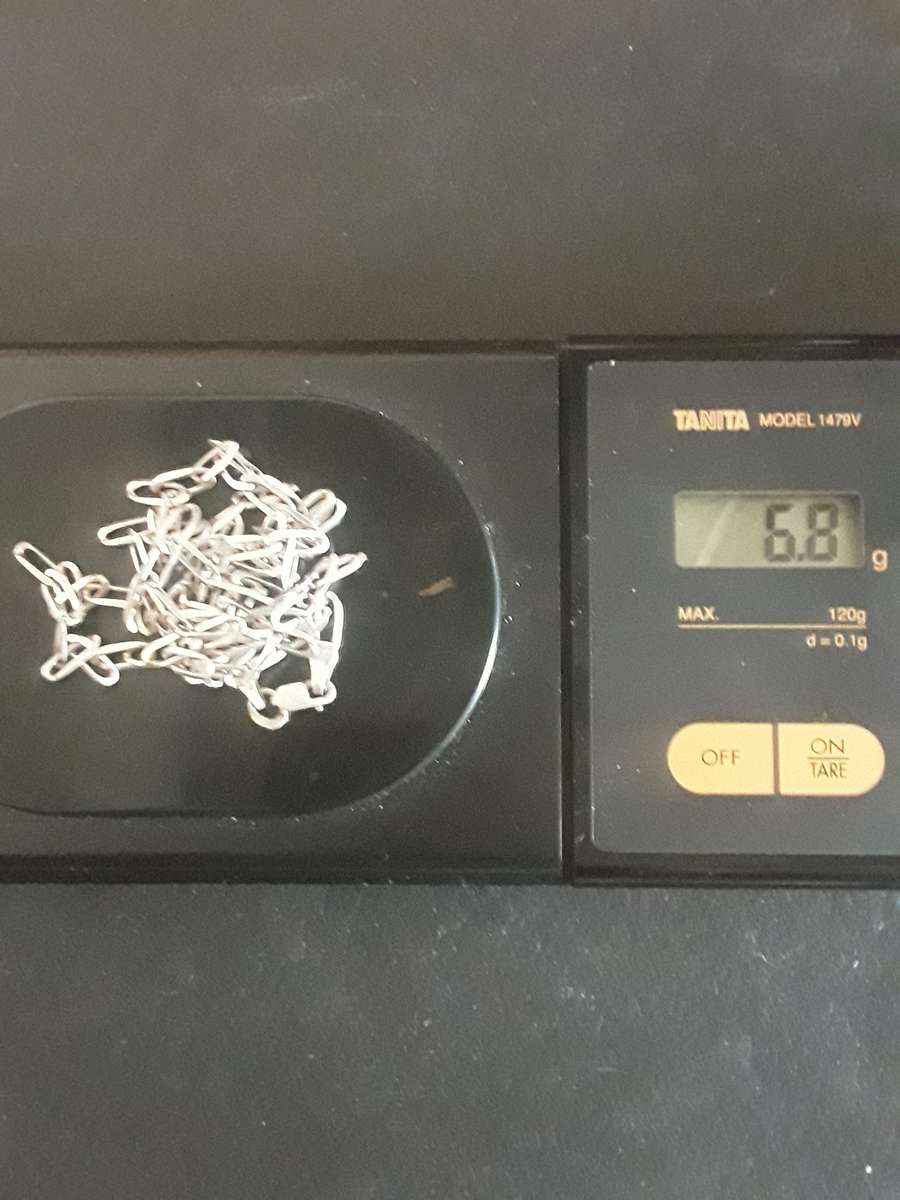 TANITA MODEL 1479V
6.8 g
MAX. 120g
d = 0.1g
OFF
ON
TARE